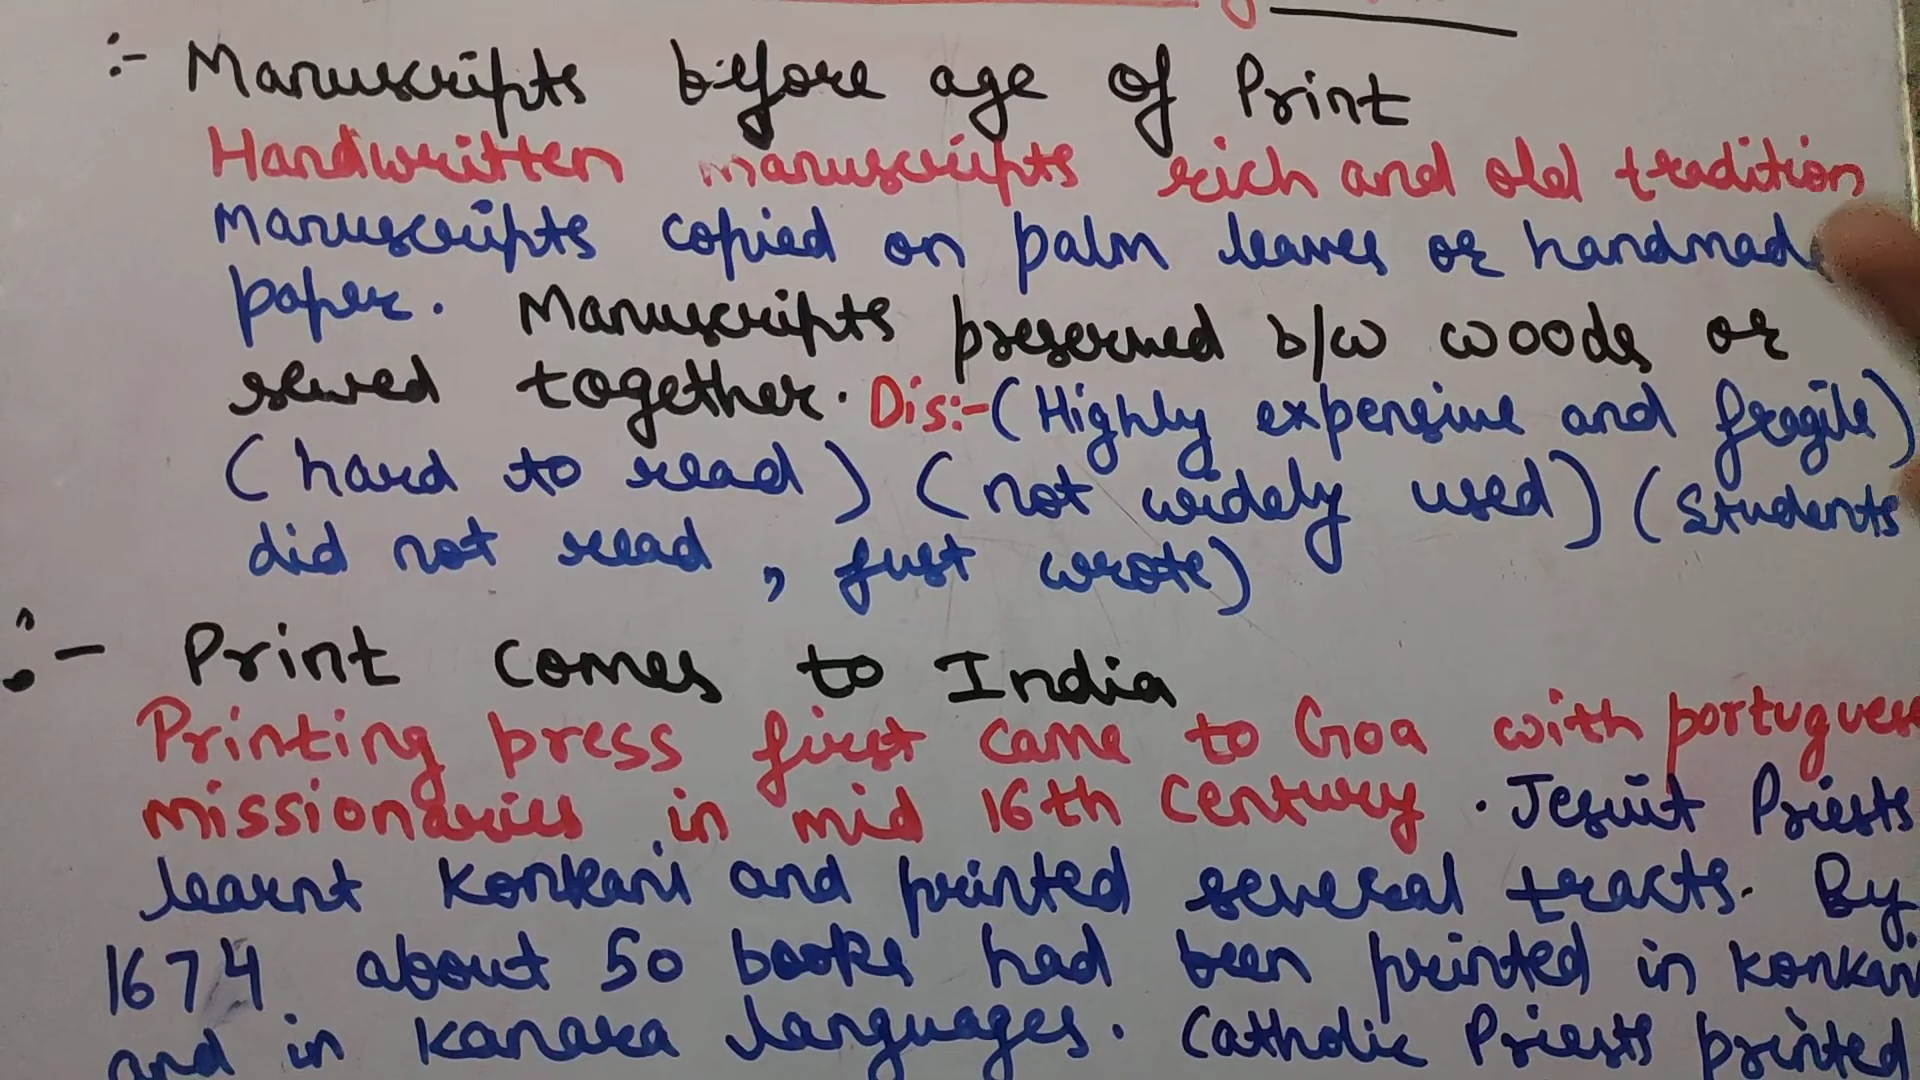 :- Manuscripts before age of Print
Handwritten manuscripts rich and old tradition
Manuscripts copied on palm leaves or handmade
paper. Manuscripts preserved b/w woods or
sewed together. Dis:- (Highly expensive and fragile)
(hard to read) (not widely used) (Students
did not read, just wrote)
:- Print comes to India
Printing press first came to Goa with portuguese
missionaries in mid 16th Century. Jesuit Priests
learnt Konkani and printed several tracts. By
1674 about 50 books had been printed in Konkani
and in Kanara languages. Catholic Priests printed